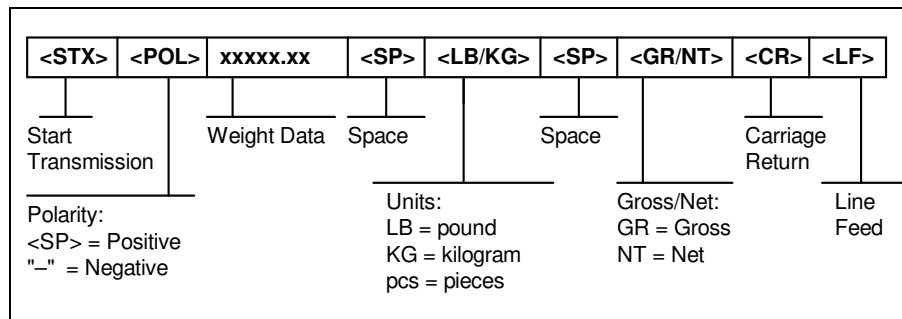 <STX> <POL> xxxxx.xx <SP> <LB/KG> <SP> <GR/NT> <CR> <LF>
Start
Transmission
Weight Data
Space
Space
Carriage
Return
Polarity:
<SP> = Positive
"–" = Negative
Units:
LB = pound
KG = kilogram
pcs = pieces
Gross/Net:
GR = Gross
NT = Net
Line
Feed